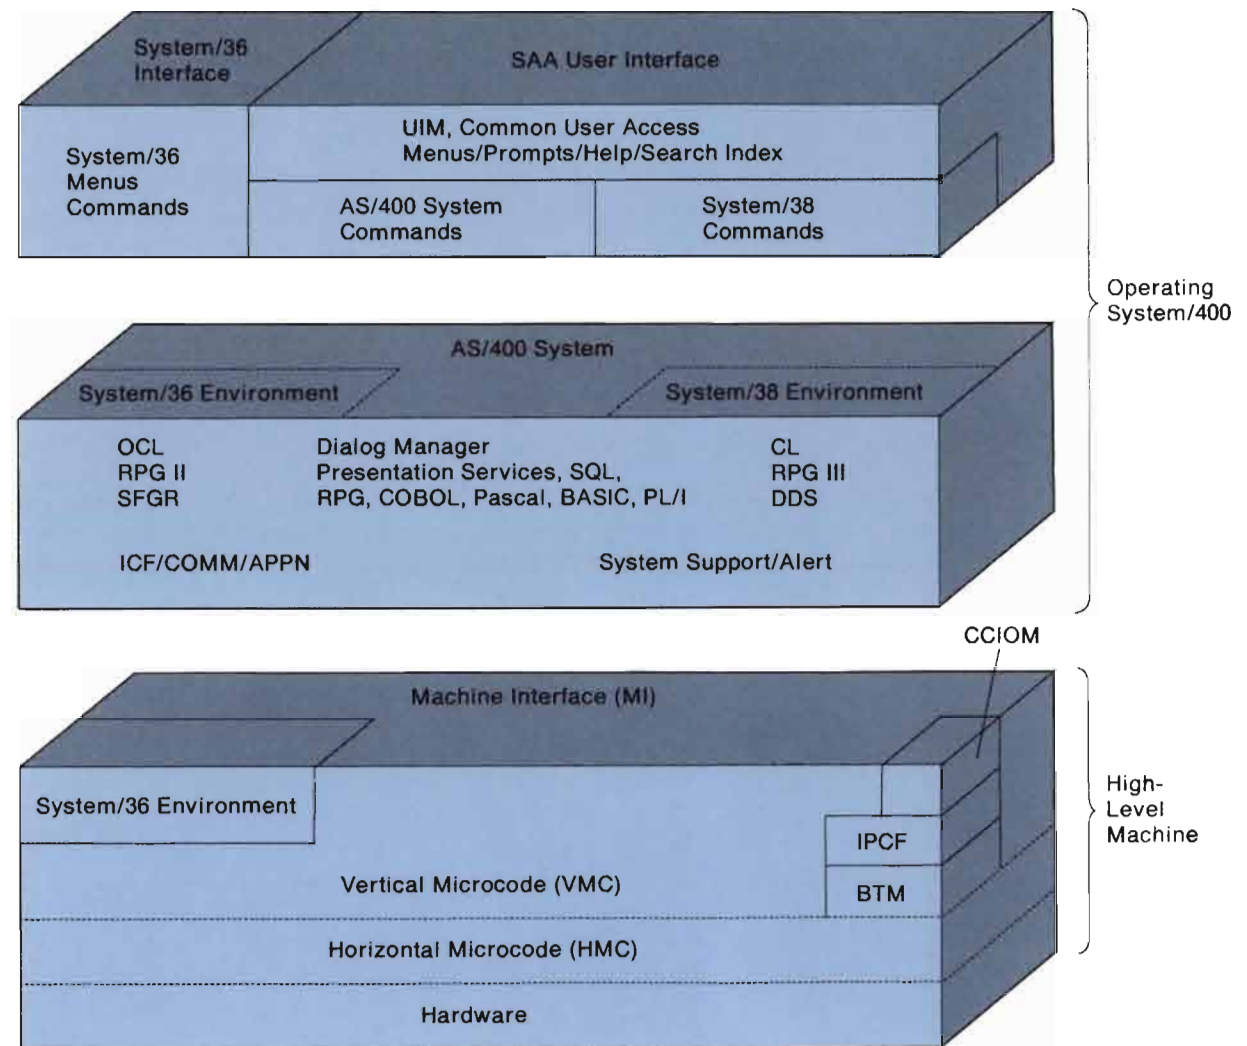 System/36
Interface
SAA User Interface
UIM, Common User Access
Menus/Prompts/Help/Search Index
System/36
Menus
Commands
AS/400 System
Commands
System/38
Commands
Operating
System/400
AS/400 System
System/36 Environment
System/38 Environment
OCL
RPG II
SFGR
Dialog Manager
Presentation Services, SQL,
RPG, COBOL, Pascal, BASIC, PL/I
CL
RPG III
DDS
ICF/COMM/APPN
System Support/Alert
CCIOM
Machine Interface (MI)
System/36 Environment
IPCF
BTM
High-
Level
Machine
Vertical Microcode (VMC)
Horizontal Microcode (HMC)
Hardware